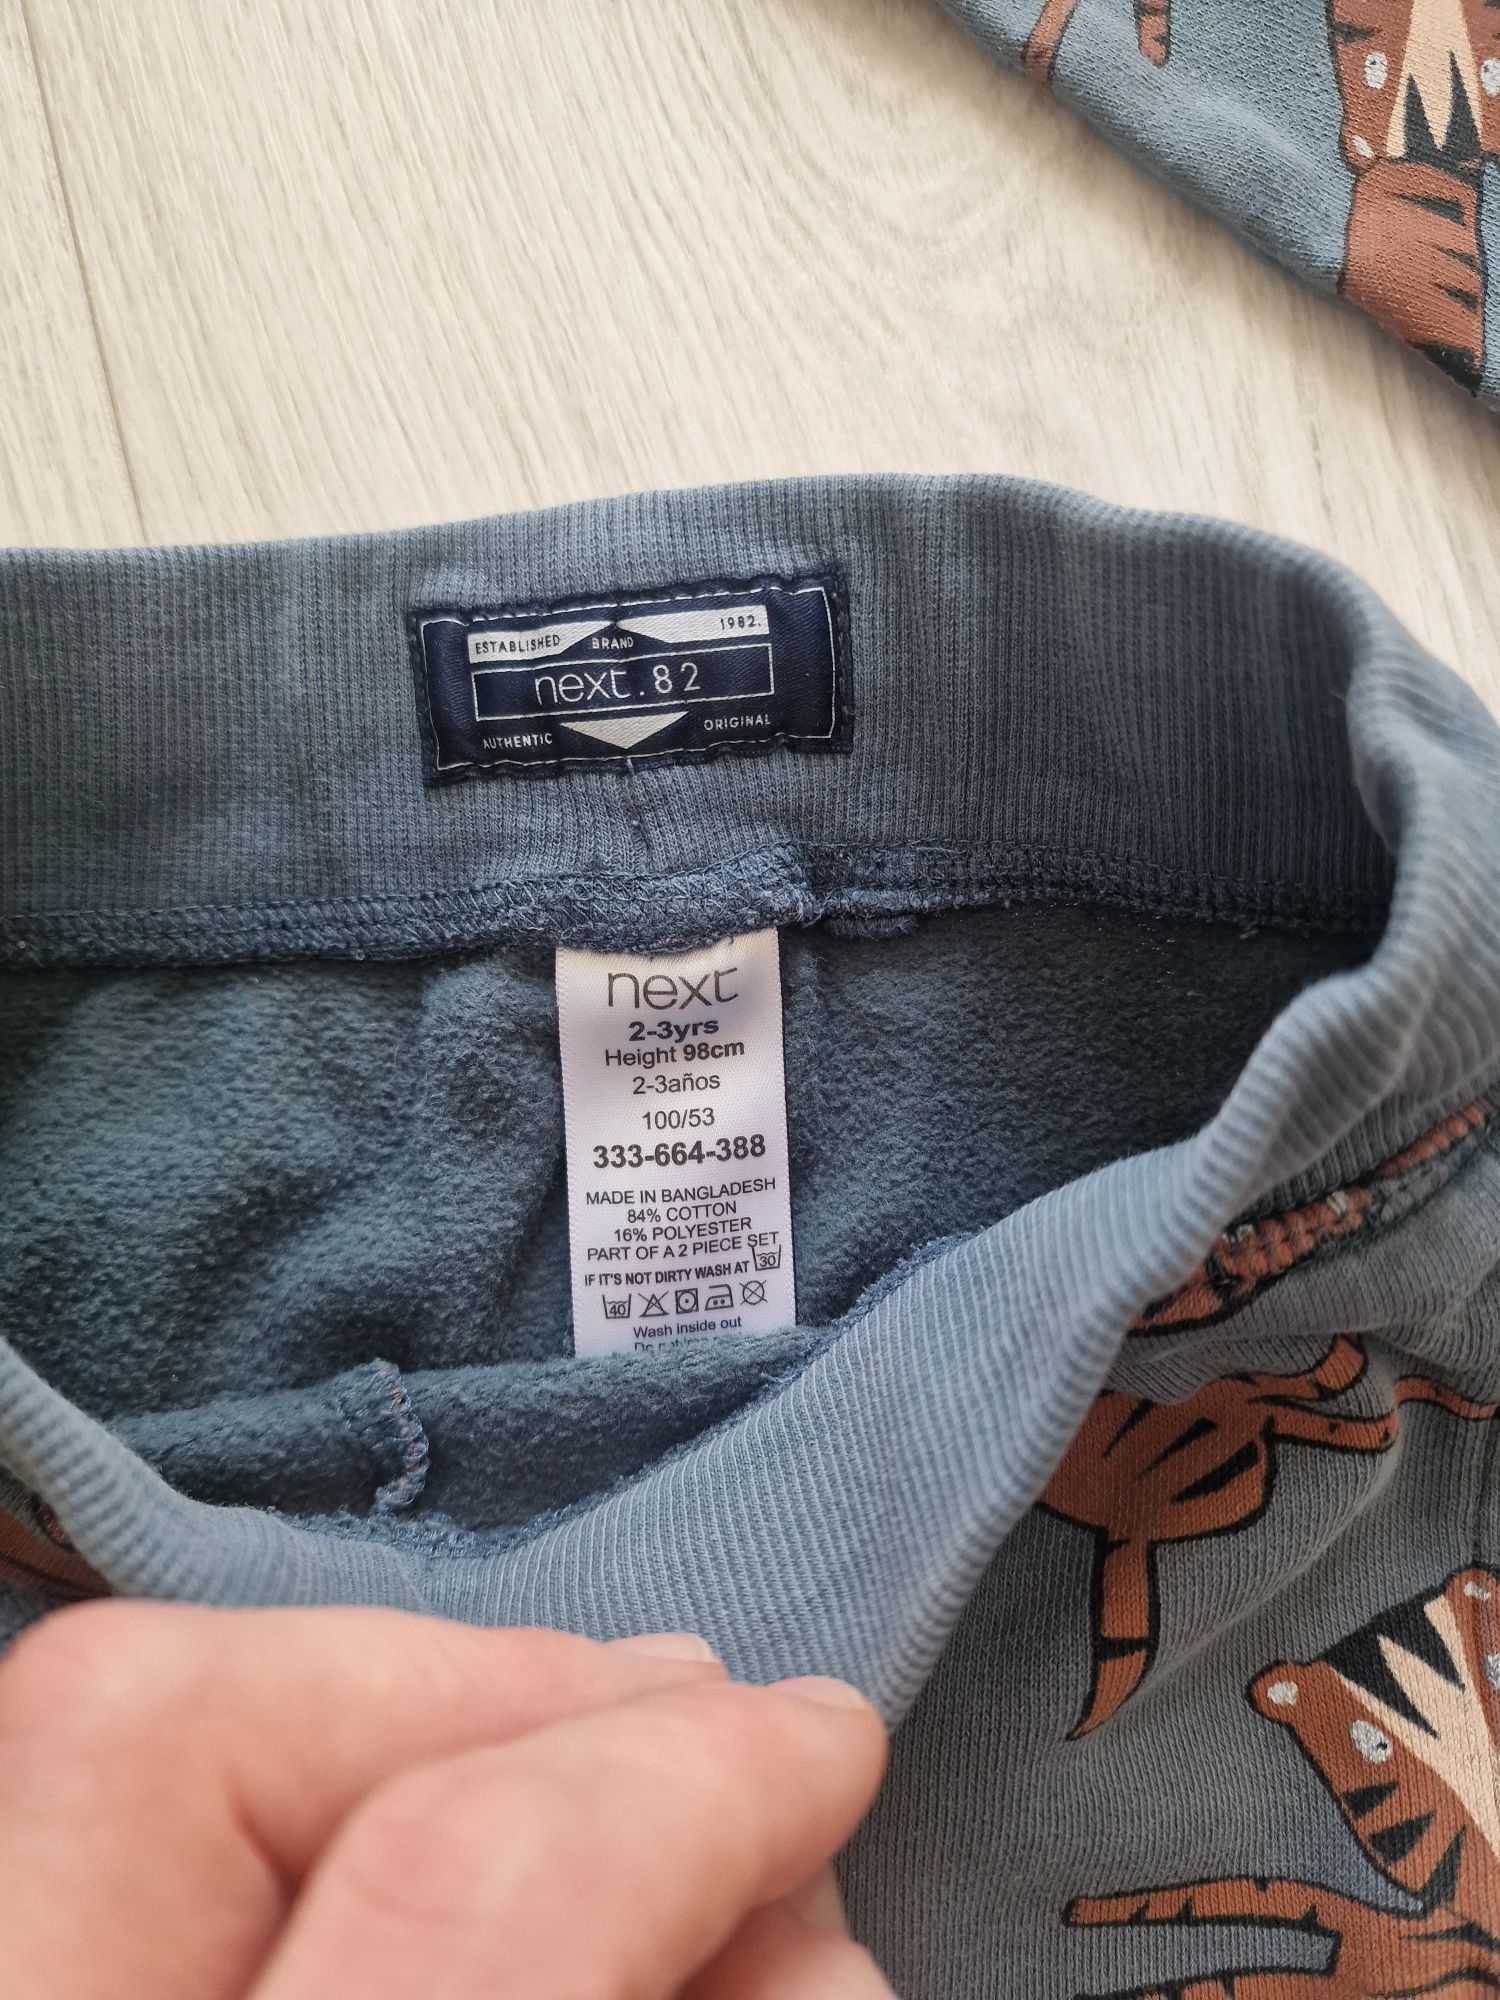 ESTABLISHED BRAND 1982.
next.82
AUTHENTIC ORIGINAL
next
2-3yrs
Height 98cm
2-3años
100/53
333-664-388
MADE IN BANGLADESH
84% COTTON
16% POLYESTER
PART OF A 2 PIECE SET
IF IT'S NOT DIRTY WASH AT 30
40
Wash inside out